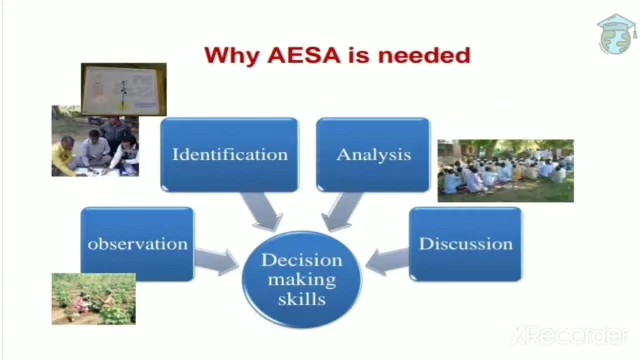 Why AESA is needed
Identification
Analysis
observation
Decision
making
skills
Discussion
XRecorder